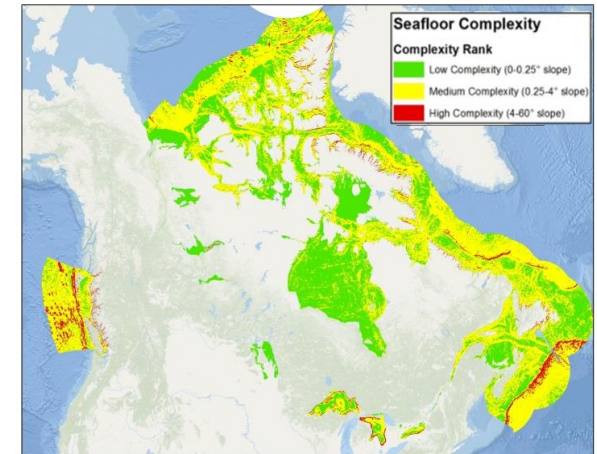 Seafloor Complexity
Complexity Rank
Low Complexity (0-0.25° slope)
Medium Complexity (0.25-4° slope)
High Complexity (4-60° slope)